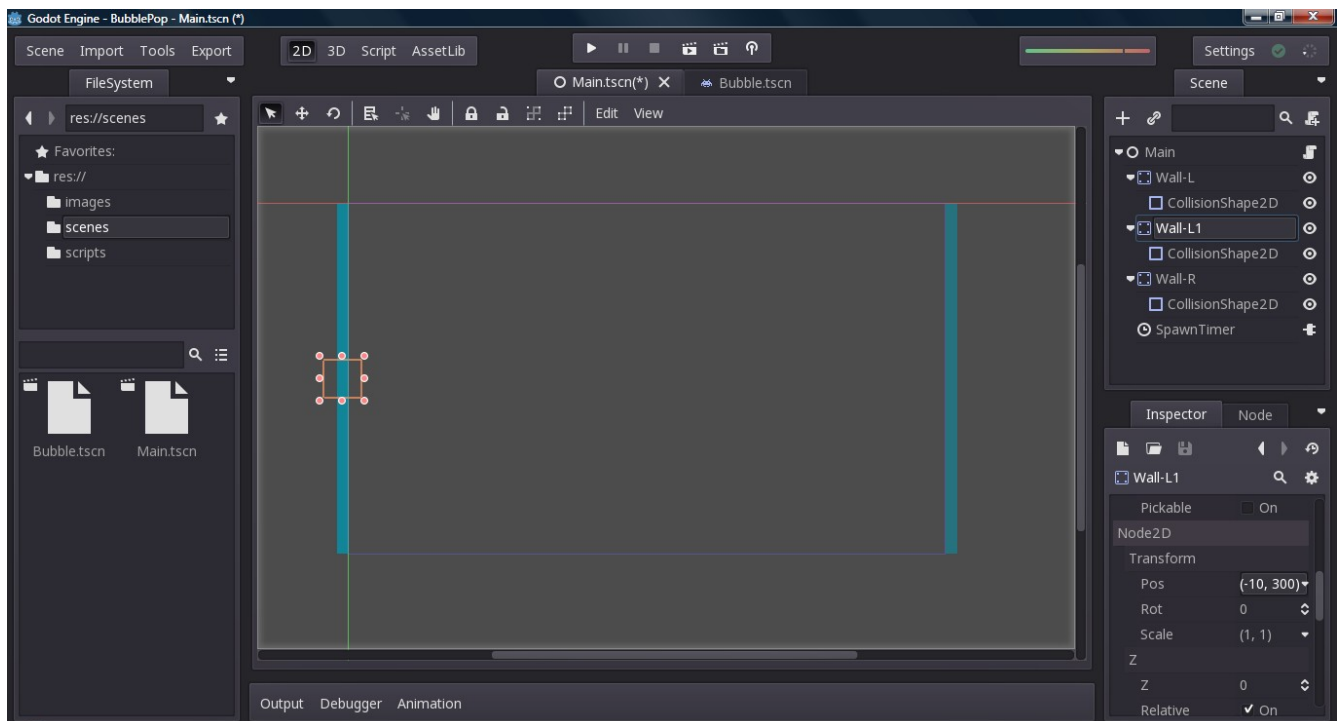 Godot Engine - BubblePop - Main.tscn (*)
Scene Import Tools Export
2D 3D Script AssetLib
Settings
FileSystem
Main.tscn(*)
Bubble.tscn
Scene
res://scenes
Edit View
Favorites:
res://
images
scenes
scripts
Bubble.tscn
Main.tscn
Main
Wall-L
CollisionShape2D
Wall-L1
CollisionShape2D
Wall-R
CollisionShape2D
SpawnTimer
Inspector Node
Wall-L1
Pickable On
Node2D
Transform
Pos (-10, 300)
Rot 0
Scale (1, 1)
Z
Z 0
Relative On
Output Debugger Animation